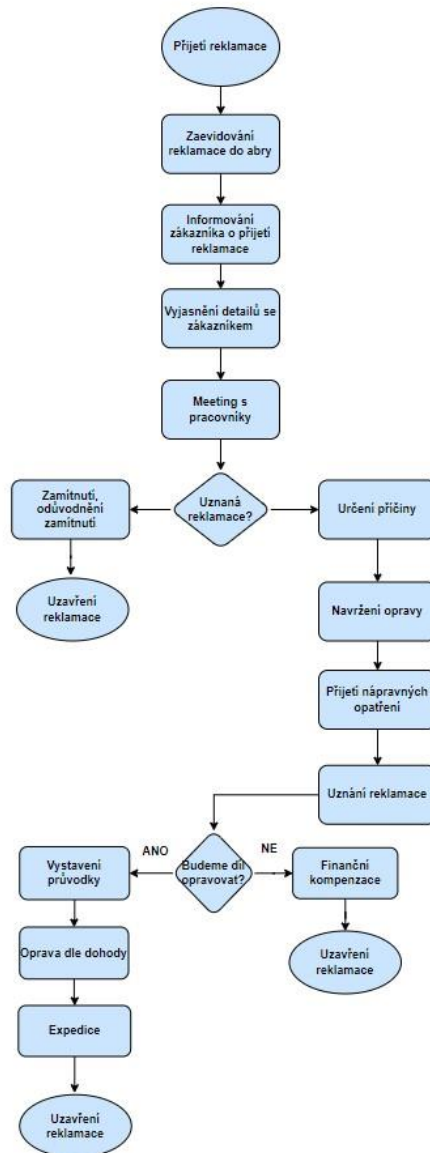 Přijetí reklamace
Zaevidování
reklamace do abry
Informování
zákazníka o přijetí
reklamace
Vyjasnění detailů se
zákazníkem
Meeting s
pracovníky
Zamítnutí,
odůvodnění
zamítnutí
Uznaná
reklamace?
Určení příčiny
Uzavření
reklamace
Navržení opravy
Přijetí nápravných
opatření
Uznání reklamace
Vystavení
průvodky
ANO
Budeme díl
opravovat?
NE
Finanční
kompenzace
Oprava dle dohody
Uzavření
reklamace
Expedice
Uzavření
reklamace